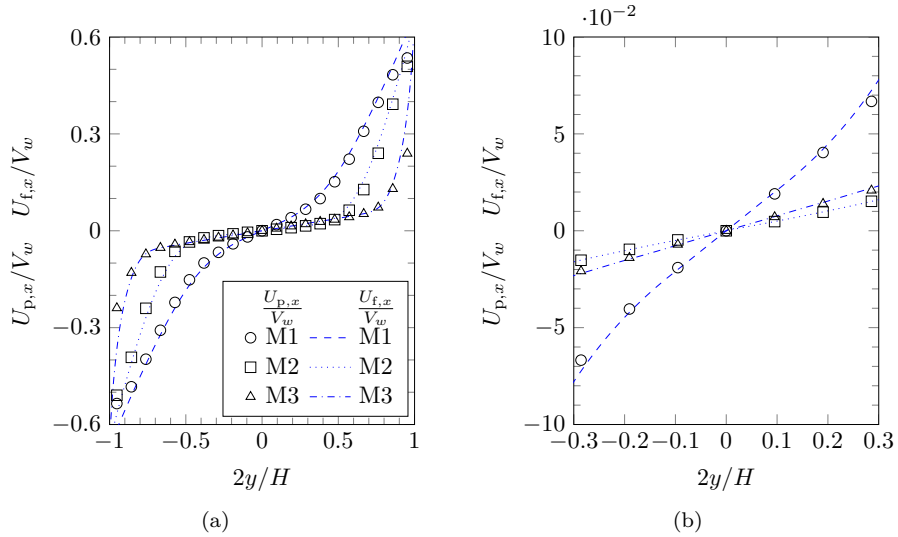 0.6
0.3
0
−0.3
−0.6
−1
−0.5
0
0.5
1
2y/H
U_{p,x}/V_w U_{f,x}/V_w
U_{p,x}/V_w U_{f,x}/V_w
M1 M1
M2 M2
M3 M3
(a)
·10^{−2}
10
5
0
−5
−10
−0.3 −0.2 −0.1 0 0.1 0.2 0.3
2y/H
U_{p,x}/V_w U_{f,x}/V_w
(b)